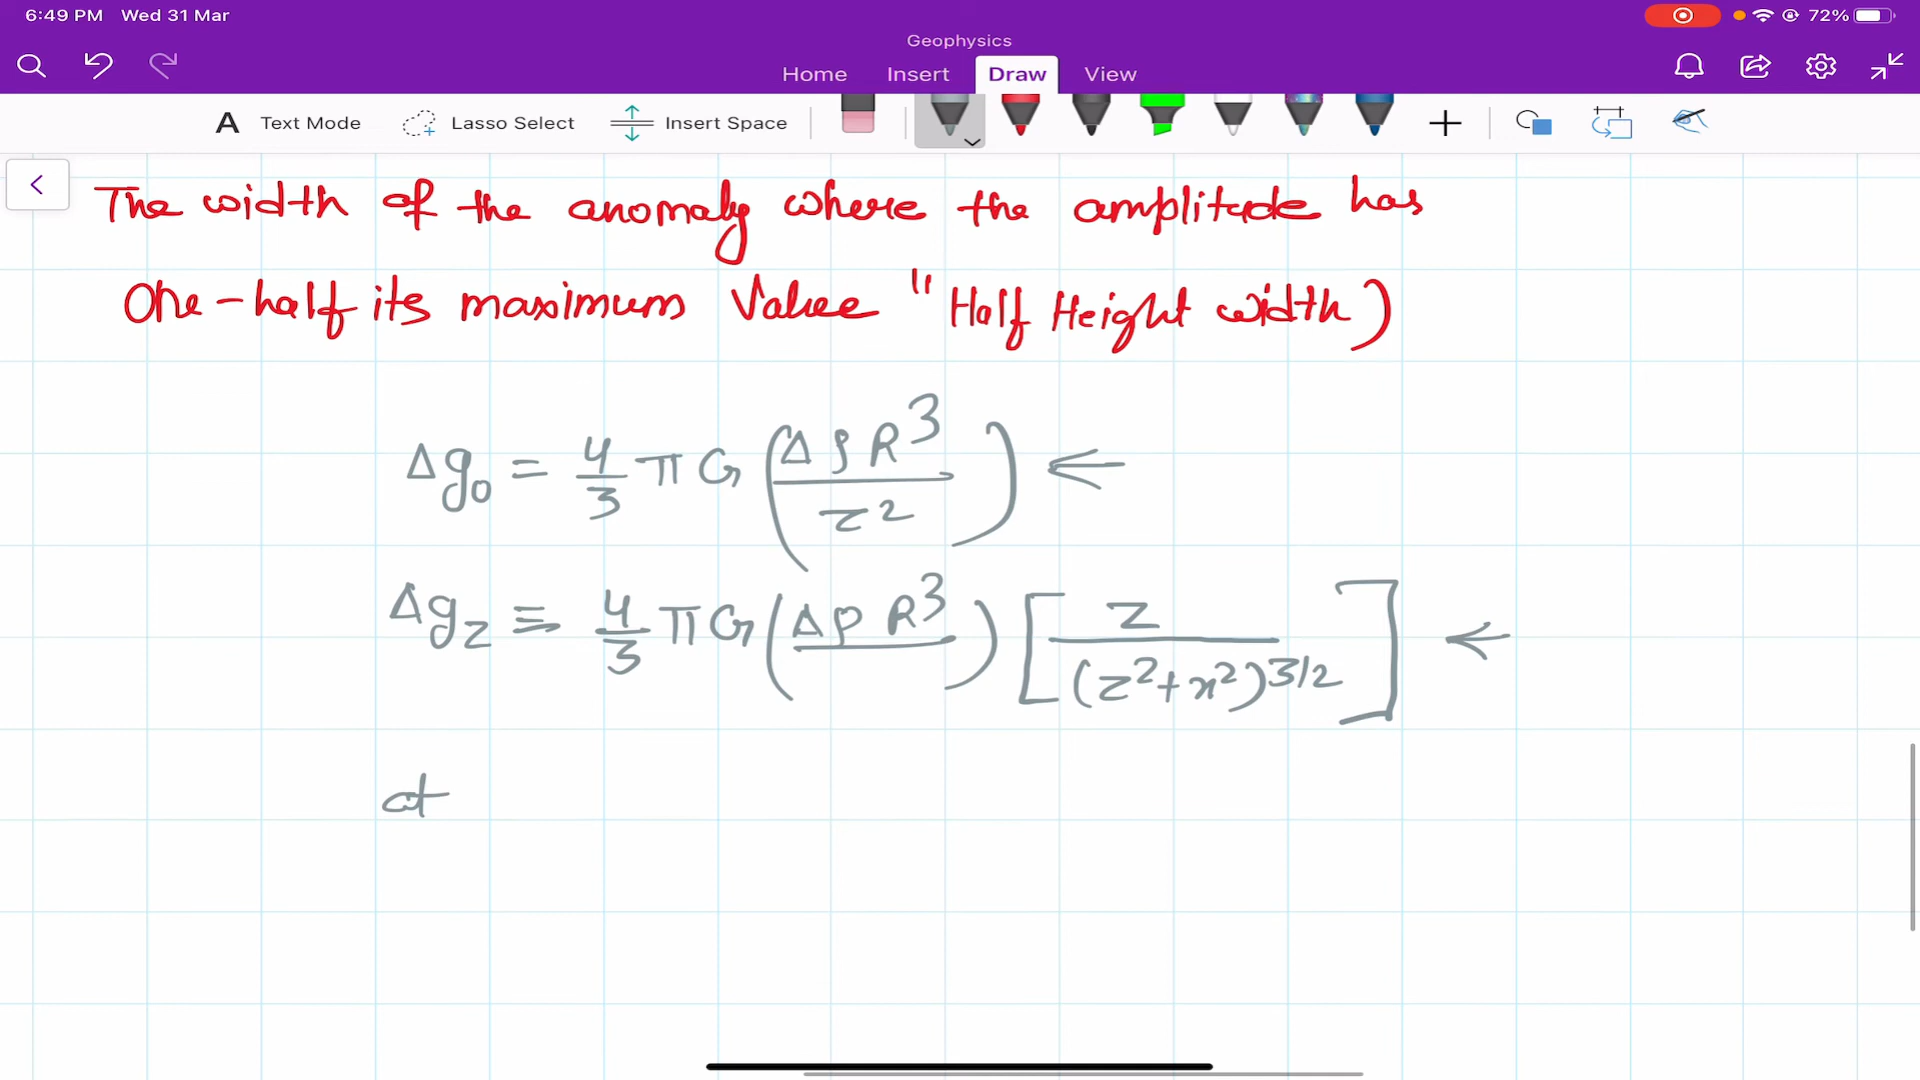 6:49 PM Wed 31 Mar 72%
Geophysics
Home Insert Draw View
A Text Mode Lasso Select Insert Space
The width of the anomaly where the amplitude has
One-half its maximum Value "Half Height width)
Δg₀ = 4/3 π G (Δρ R³ / z²) ←
Δg_z = 4/3 π G (Δρ R³) [z / (z²+x²)^3/2] ←
at